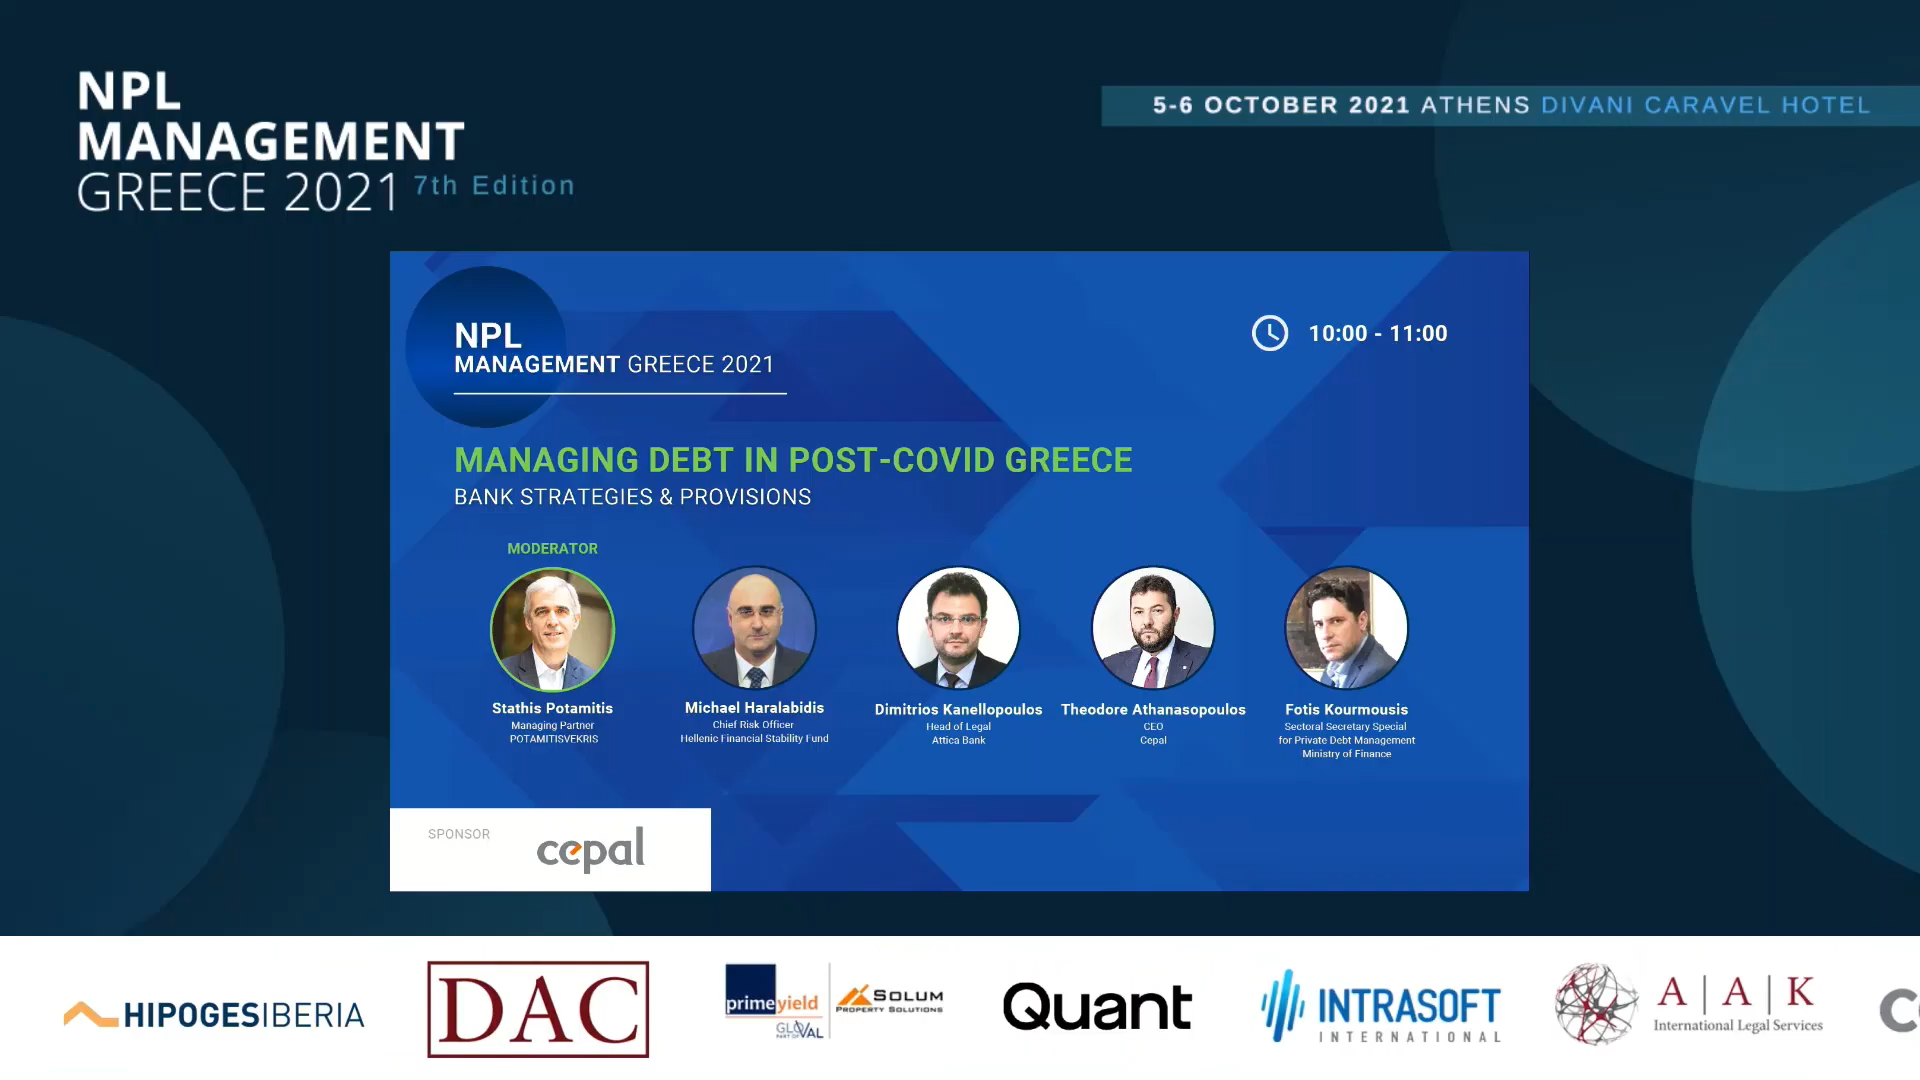 NPL
MANAGEMENT
GREECE 2021 7th Edition
5-6 OCTOBER 2021 ATHENS DIVANI CARAVEL HOTEL
NPL
MANAGEMENT GREECE 2021
10:00 - 11:00
MANAGING DEBT IN POST-COVID GREECE
BANK STRATEGIES & PROVISIONS
MODERATOR
Stathis Potamitis
Managing Partner
POTAMITISVEKRIS
Michael Haralabidis
Chief Risk Officer
Hellenic Financial Stability Fund
Dimitrios Kanellopoulos
Head of Legal
Attica Bank
Theodore Athanasopoulos
CEO
Cepal
Fotis Kourmousis
Sectoral Secretary Special
for Private Debt Management
Ministry of Finance
SPONSOR
cepal
HIPOGESIBERIA
DAC
primeyield
PART OF GLOVAL
SOLUM
PROPERTY SOLUTIONS
Quant
INTRASOFT
INTERNATIONAL
A | A | K
International Legal Services